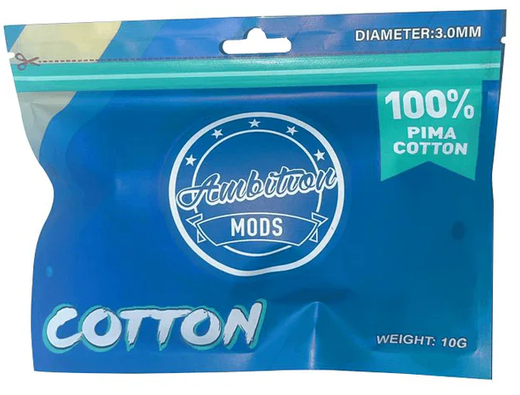 DIAMETER:3.0MM
100%
PIMA
COTTON
Ambition
MODS
COTTON
WEIGHT: 10G